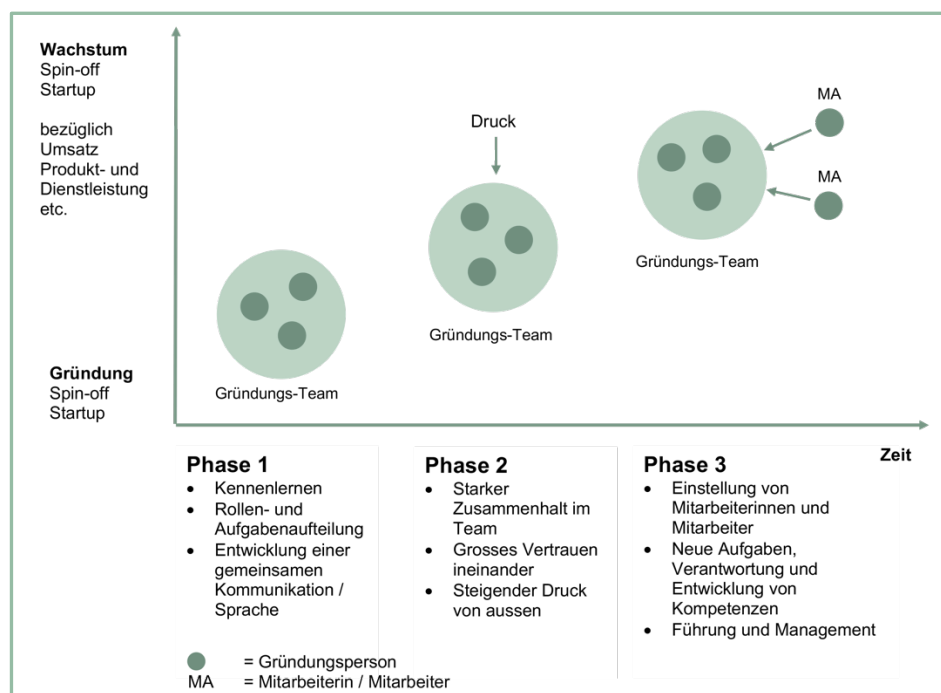 Wachstum
Spin-off
Startup
bezüglich
Umsatz
Produkt- und
Dienstleistung
etc.
Gründung
Spin-off
Startup
Gründungs-Team
Druck
Gründungs-Team
MA
MA
Gründungs-Team
Zeit
Phase 1
• Kennenlernen
• Rollen- und
Aufgabenaufteilung
• Entwicklung einer
gemeinsamen
Kommunikation /
Sprache
Phase 2
• Starker
Zusammenhalt im
Team
• Grosses Vertrauen
ineinander
• Steigender Druck
von aussen
Phase 3
• Einstellung von
Mitarbeiterinnen und
Mitarbeiter
• Neue Aufgaben,
Verantwortung und
Entwicklung von
Kompetenzen
• Führung und Management
= Gründungsperson
MA = Mitarbeiterin / Mitarbeiter